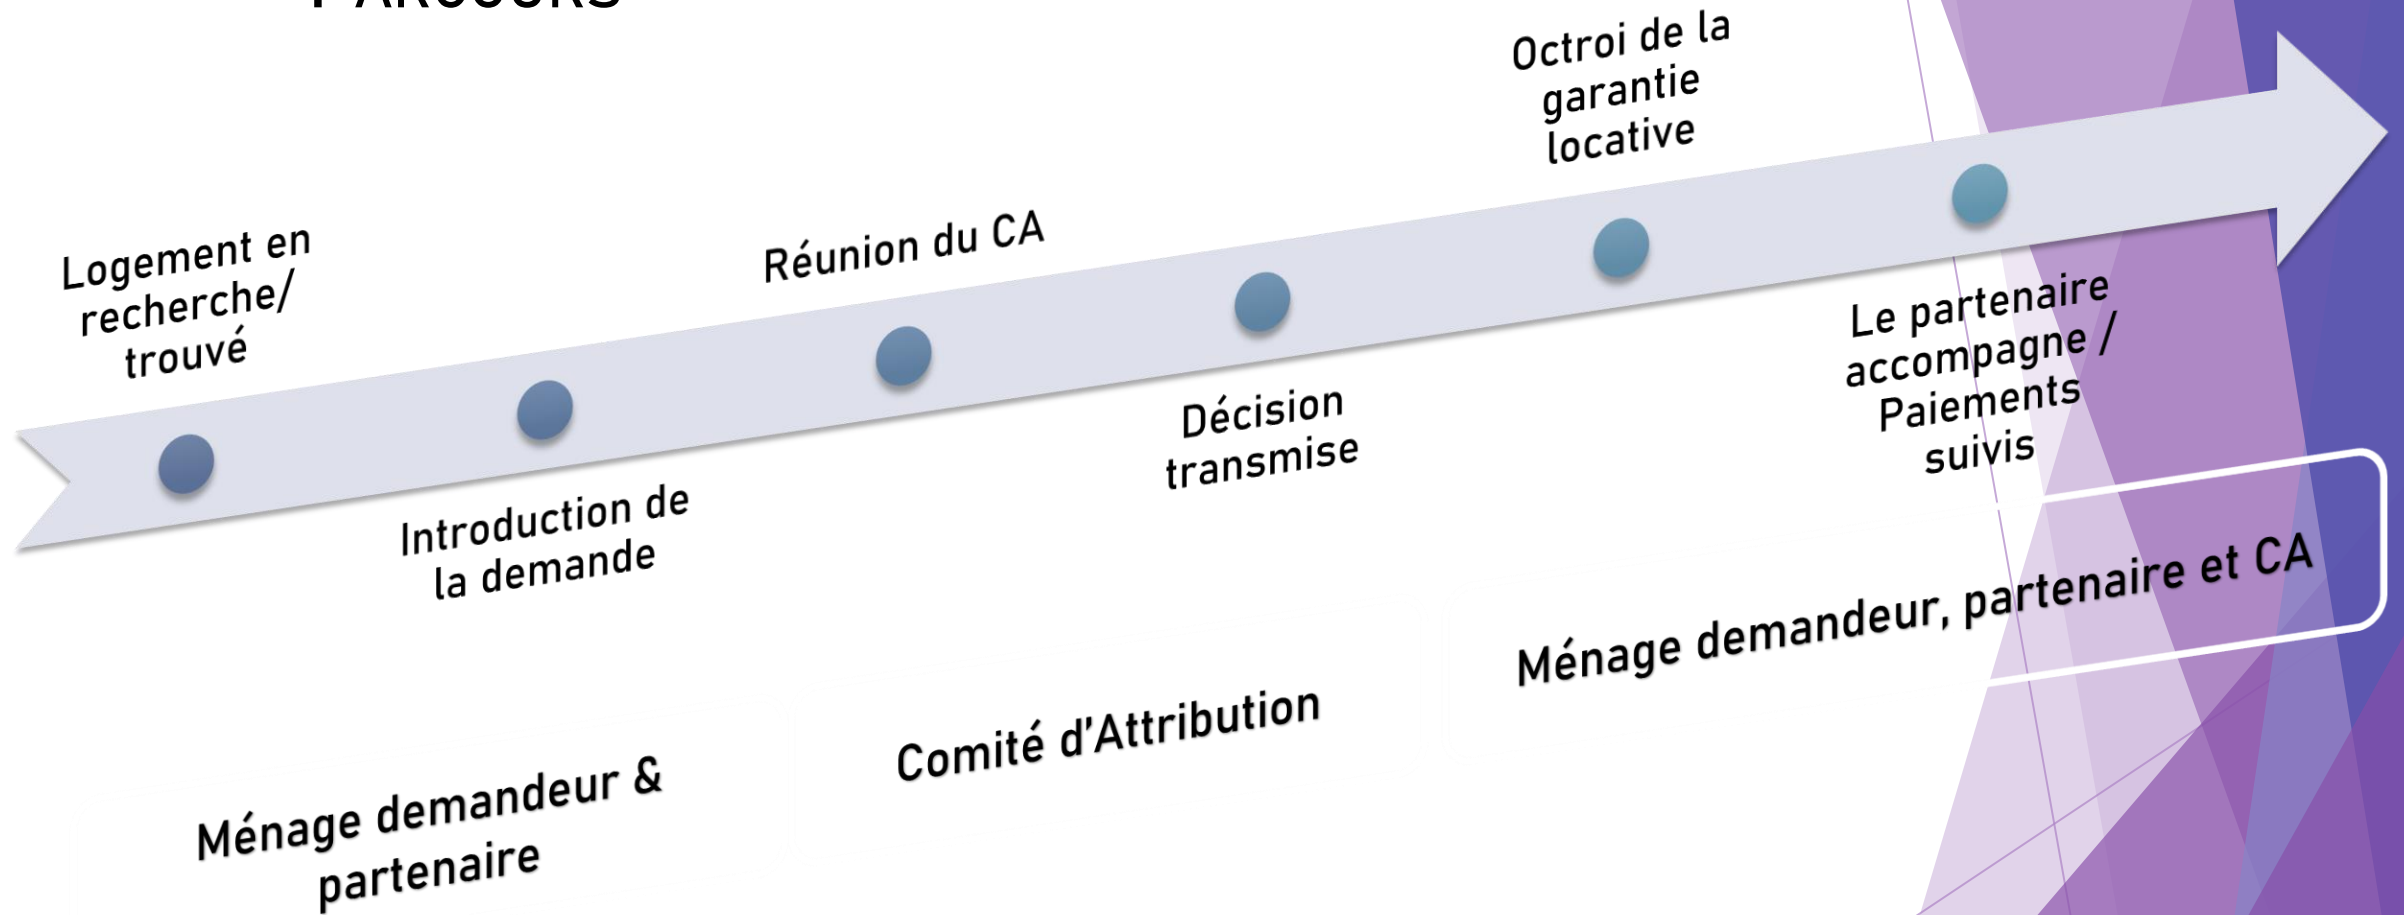 PARCOURS
Logement en
recherche/
trouvé
Introduction de
la demande
Réunion du CA
Décision
transmise
Octroi de la
garantie
locative
Le partenaire
accompagne /
Paiements
suivis
Ménage demandeur &
partenaire
Comité d'Attribution
Ménage demandeur, partenaire et CA